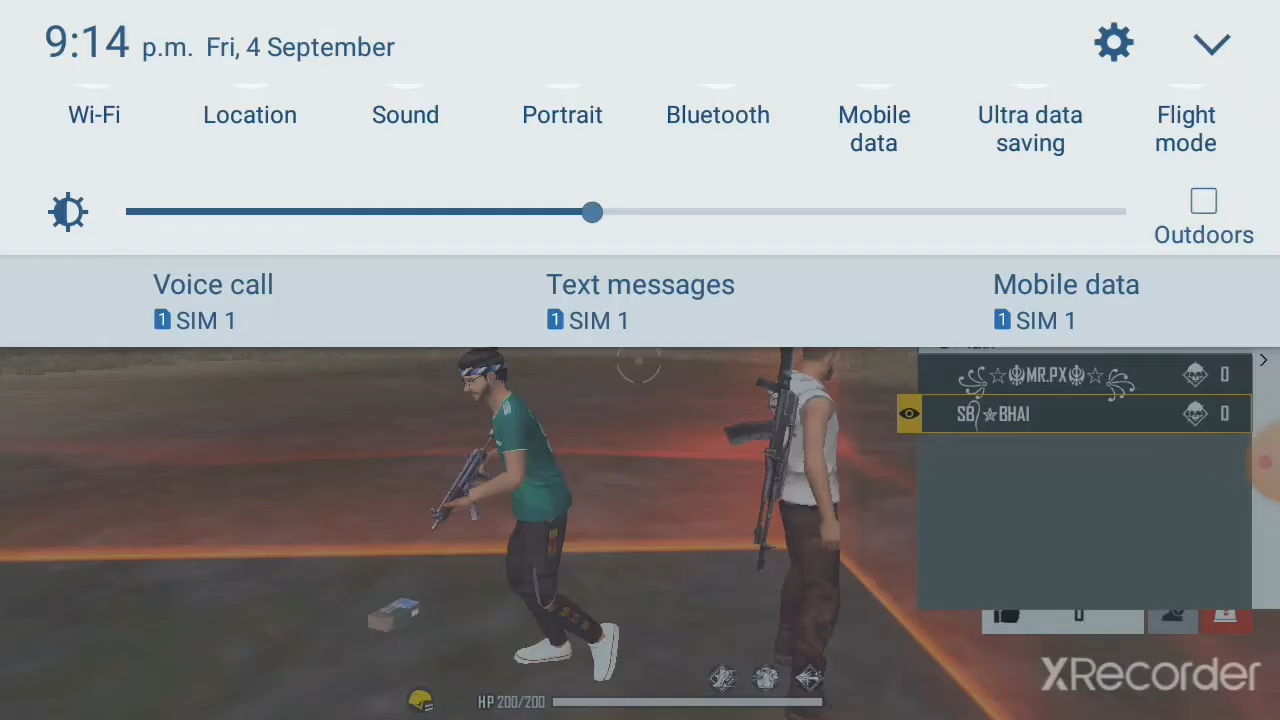 9:14 p.m. Fri, 4 September
Wi-Fi Location Sound Portrait Bluetooth Mobile data Ultra data saving Flight mode
Outdoors
Voice call Text messages Mobile data
1 SIM 1 1 SIM 1 1 SIM 1
☆MR.PX☆ 0
SB ★BHAI 0
0
HP 200/200
XRecorder